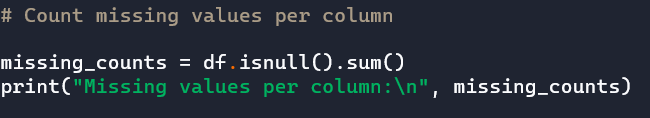 # Count missing values per column
missing_counts = df.isnull().sum()
print("Missing values per column:\n", missing_counts)